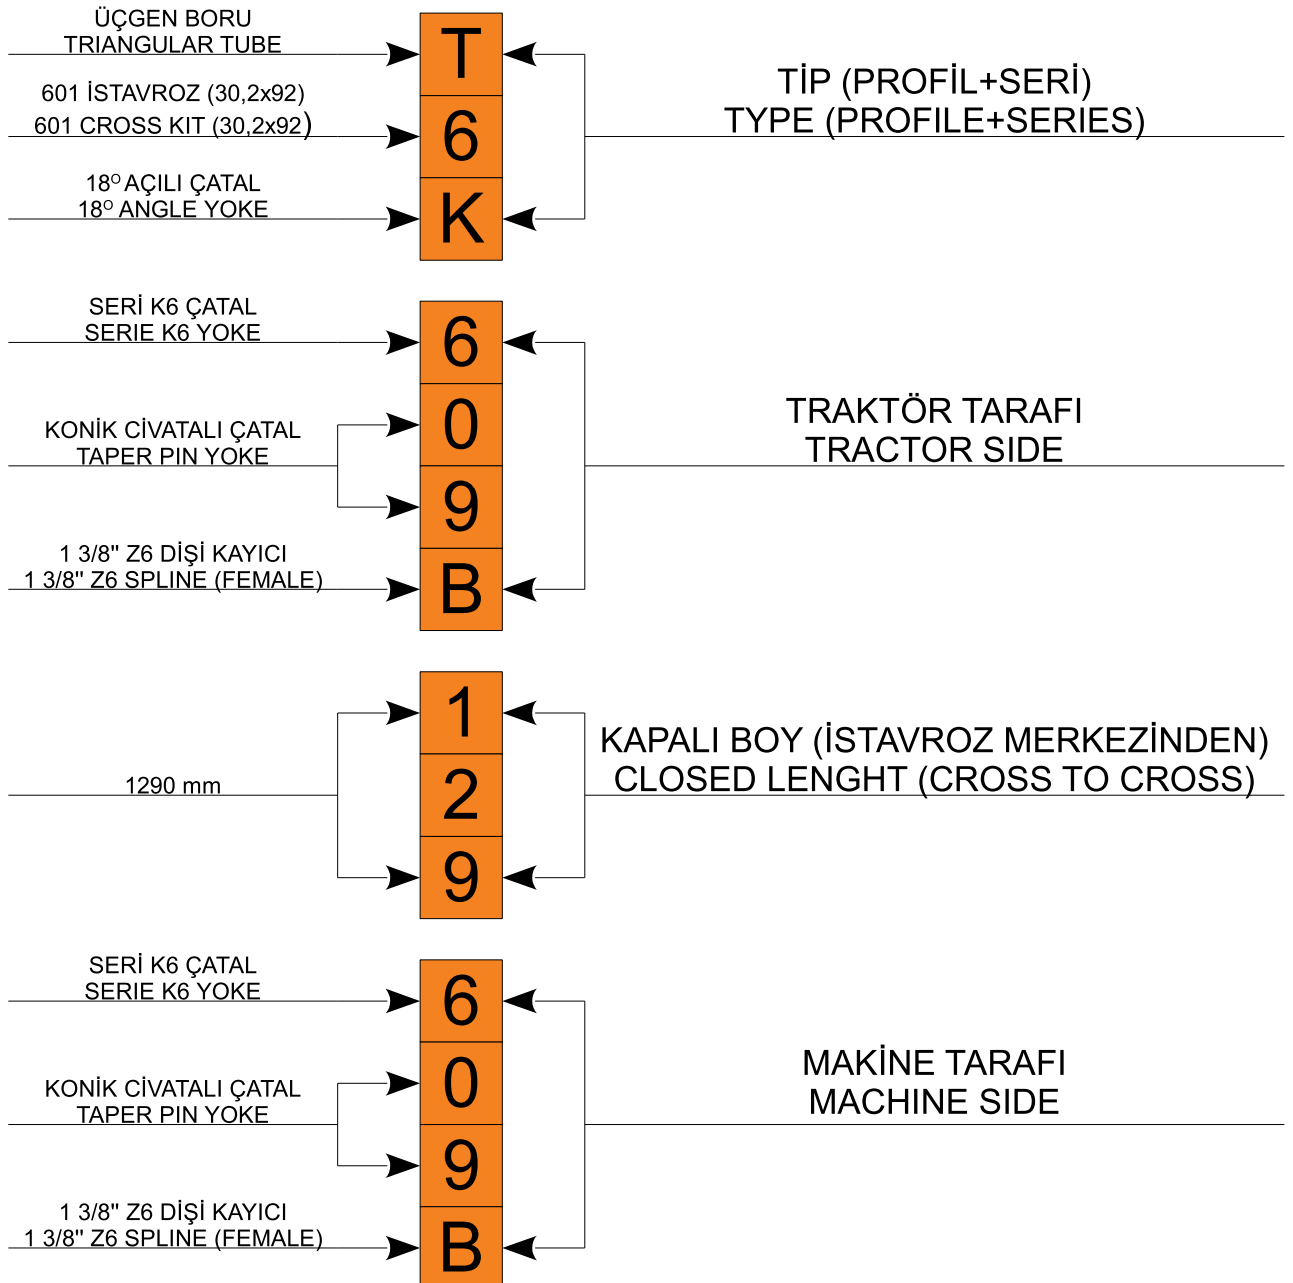 ÜÇGEN BORU
TRIANGULAR TUBE
T
601 İSTAVROZ (30,2x92)
601 CROSS KIT (30,2x92)
6
18° AÇILI ÇATAL
18° ANGLE YOKE
K
TİP (PROFİL+SERİ)
TYPE (PROFILE+SERIES)
SERİ K6 ÇATAL
SERIE K6 YOKE
6
KONİK CİVATALI ÇATAL
TAPER PIN YOKE
0
9
1 3/8" Z6 DİŞİ KAYICI
1 3/8" Z6 SPLINE (FEMALE)
B
TRAKTÖR TARAFI
TRACTOR SIDE
1290 mm
1
2
9
KAPALI BOY (İSTAVROZ MERKEZİNDEN)
CLOSED LENGHT (CROSS TO CROSS)
SERİ K6 ÇATAL
SERIE K6 YOKE
6
KONİK CİVATALI ÇATAL
TAPER PIN YOKE
0
9
1 3/8" Z6 DİŞİ KAYICI
1 3/8" Z6 SPLINE (FEMALE)
B
MAKİNE TARAFI
MACHINE SIDE